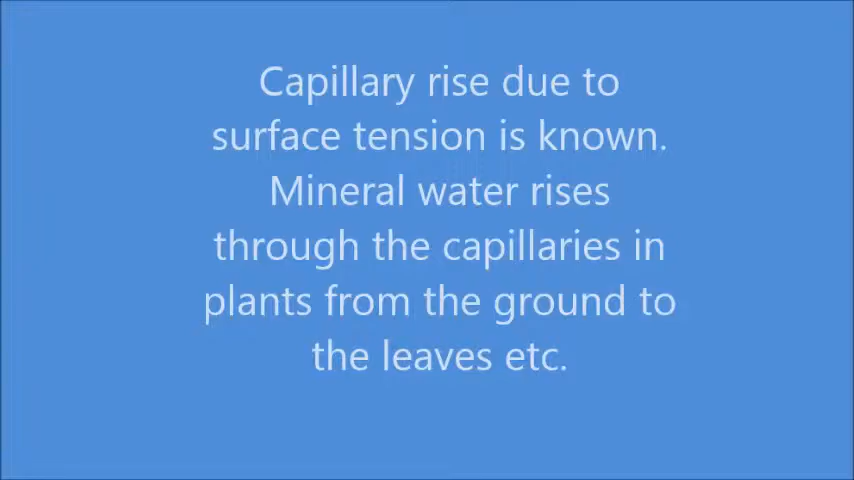 Capillary rise due to
surface tension is known.
Mineral water rises
through the capillaries in
plants from the ground to
the leaves etc.